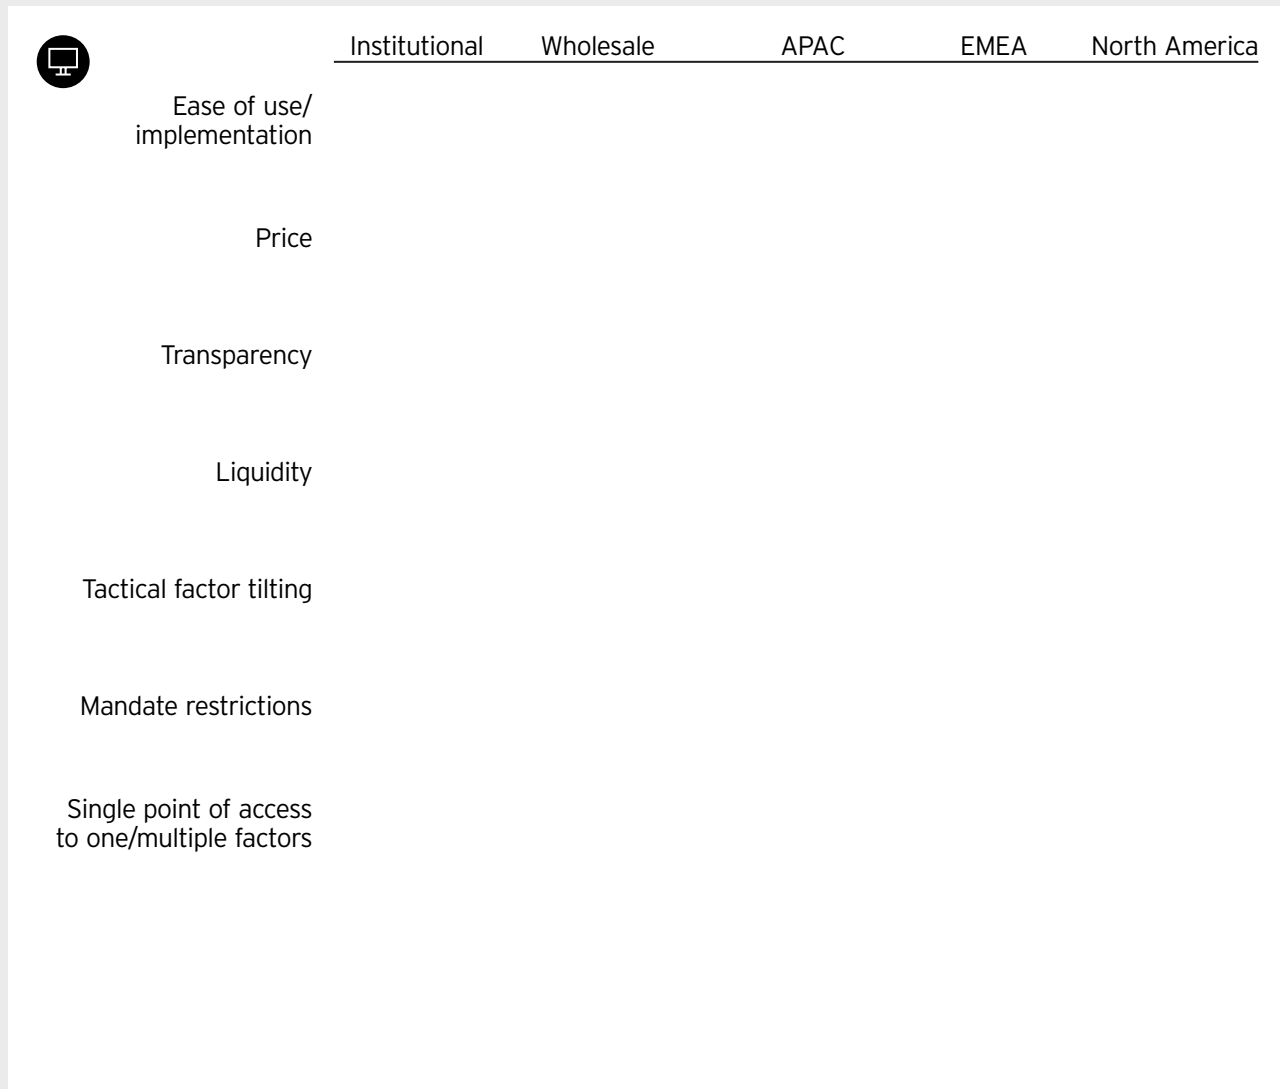 Institutional Wholesale APAC EMEA North America
Ease of use/
implementation
Price
Transparency
Liquidity
Tactical factor tilting
Mandate restrictions
Single point of access
to one/multiple factors